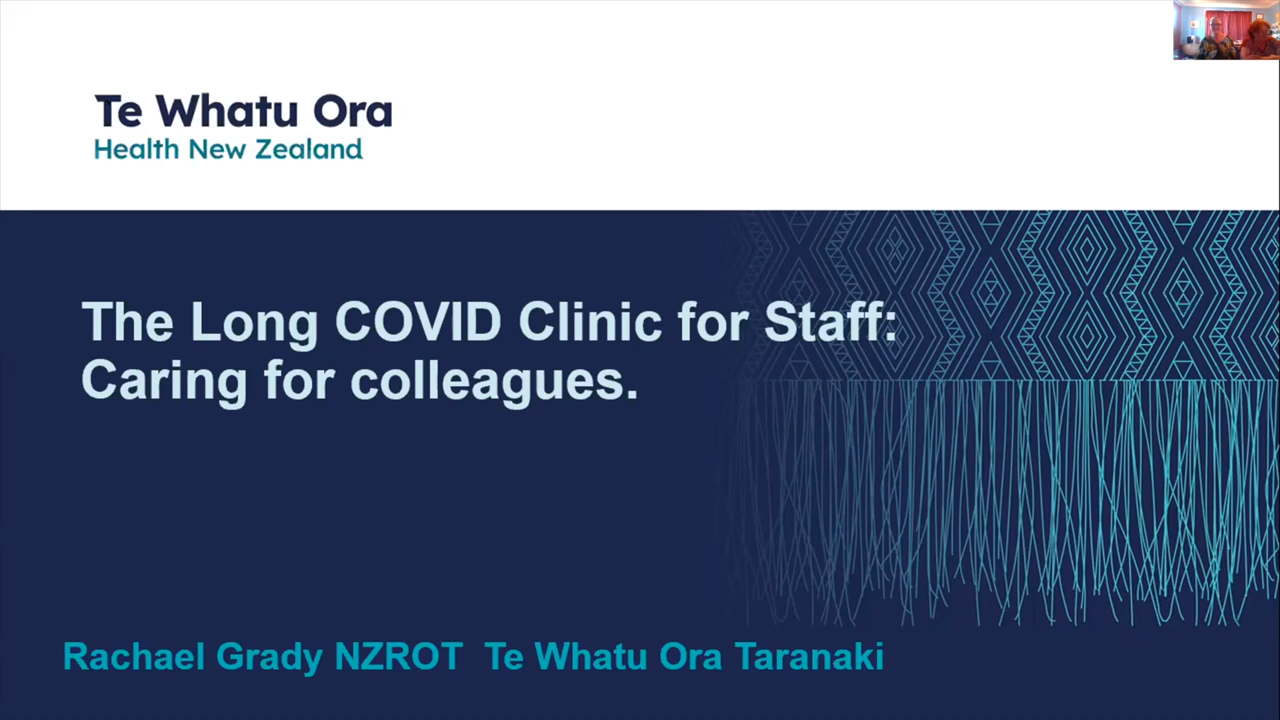 Te Whatu Ora
Health New Zealand
The Long COVID Clinic for Staff:
Caring for colleagues.
Rachael Grady NZROT  Te Whatu Ora Taranaki